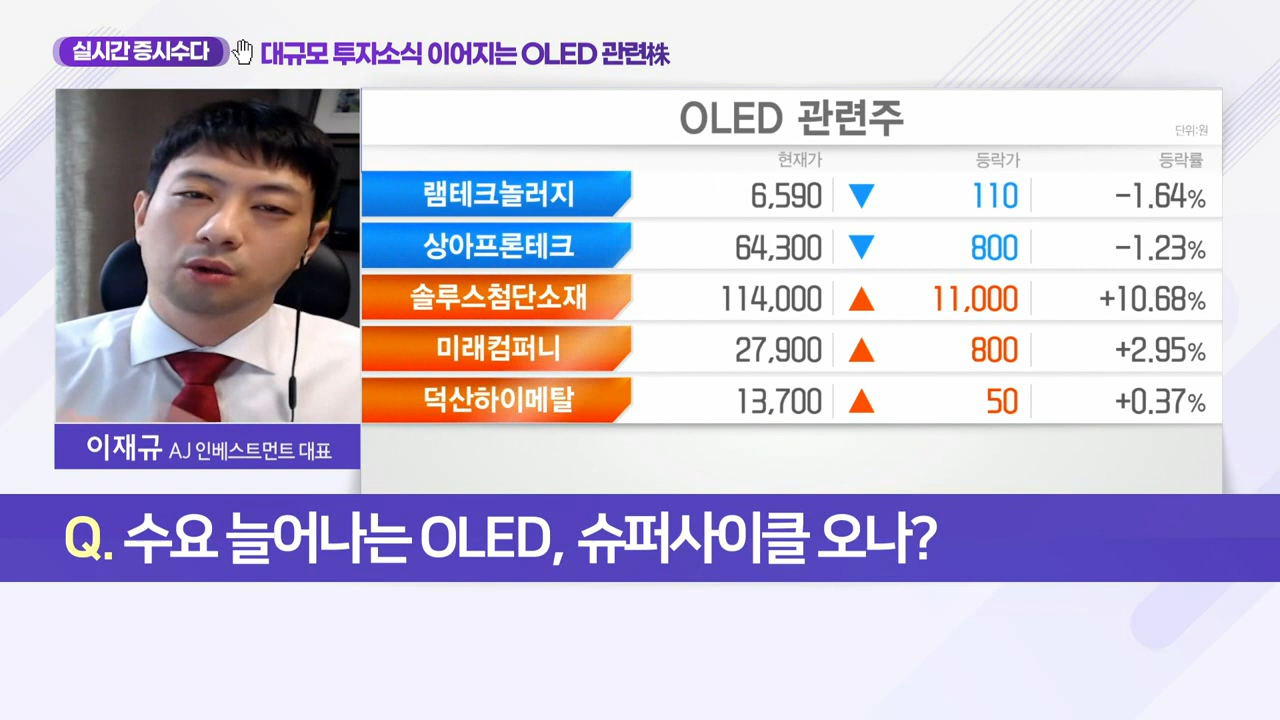 실시간 증시수다 대규모 투자소식 이어지는 OLED 관련株
OLED 관련주
단위:원
현재가 등락가 등락률
램테크놀러지 6,590 ▼ 110 -1.64%
상아프론테크 64,300 ▼ 800 -1.23%
솔루스첨단소재 114,000 ▲ 11,000 +10.68%
미래컴퍼니 27,900 ▲ 800 +2.95%
덕산하이메탈 13,700 ▲ 50 +0.37%
이재규 AJ 인베스트먼트 대표
Q. 수요 늘어나는 OLED, 슈퍼사이클 오나?